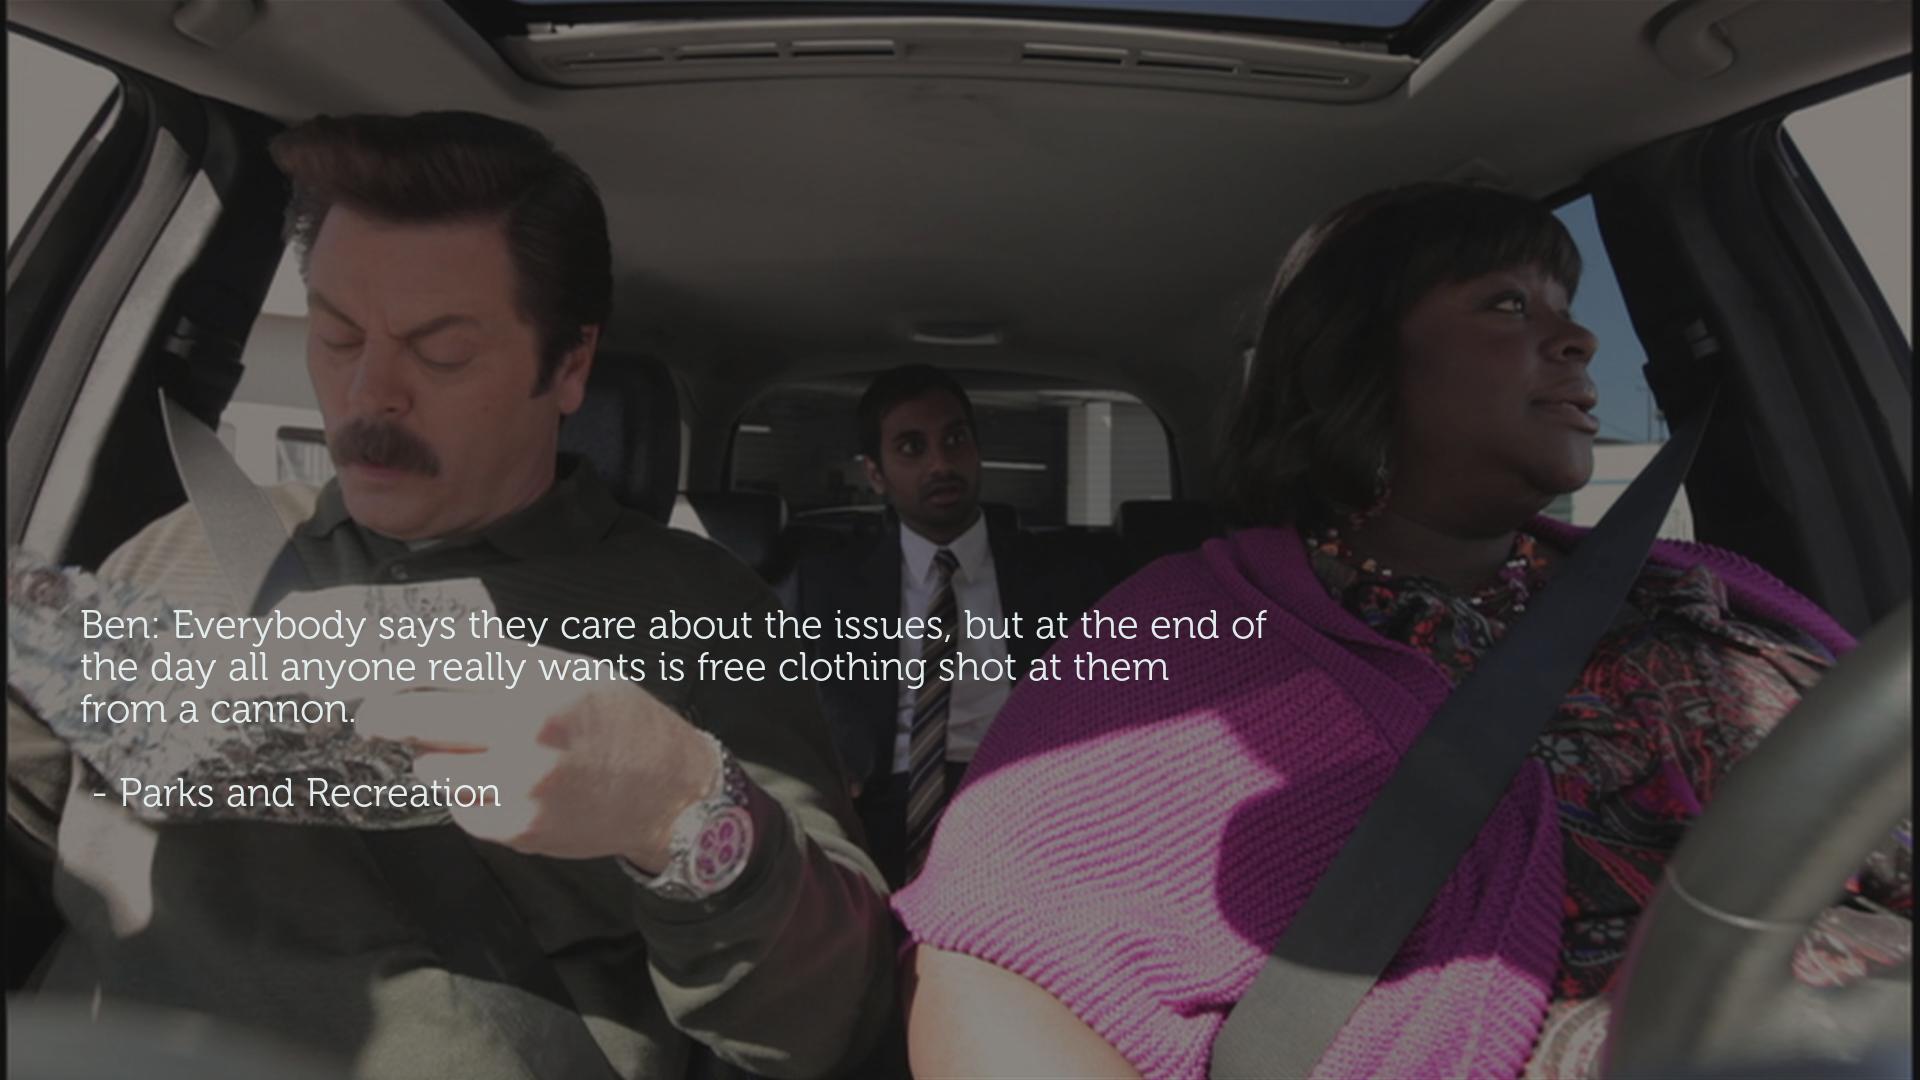 Ben: Everybody says they care about the issues, but at the end of
the day all anyone really wants is free clothing shot at them
from a cannon.
- Parks and Recreation